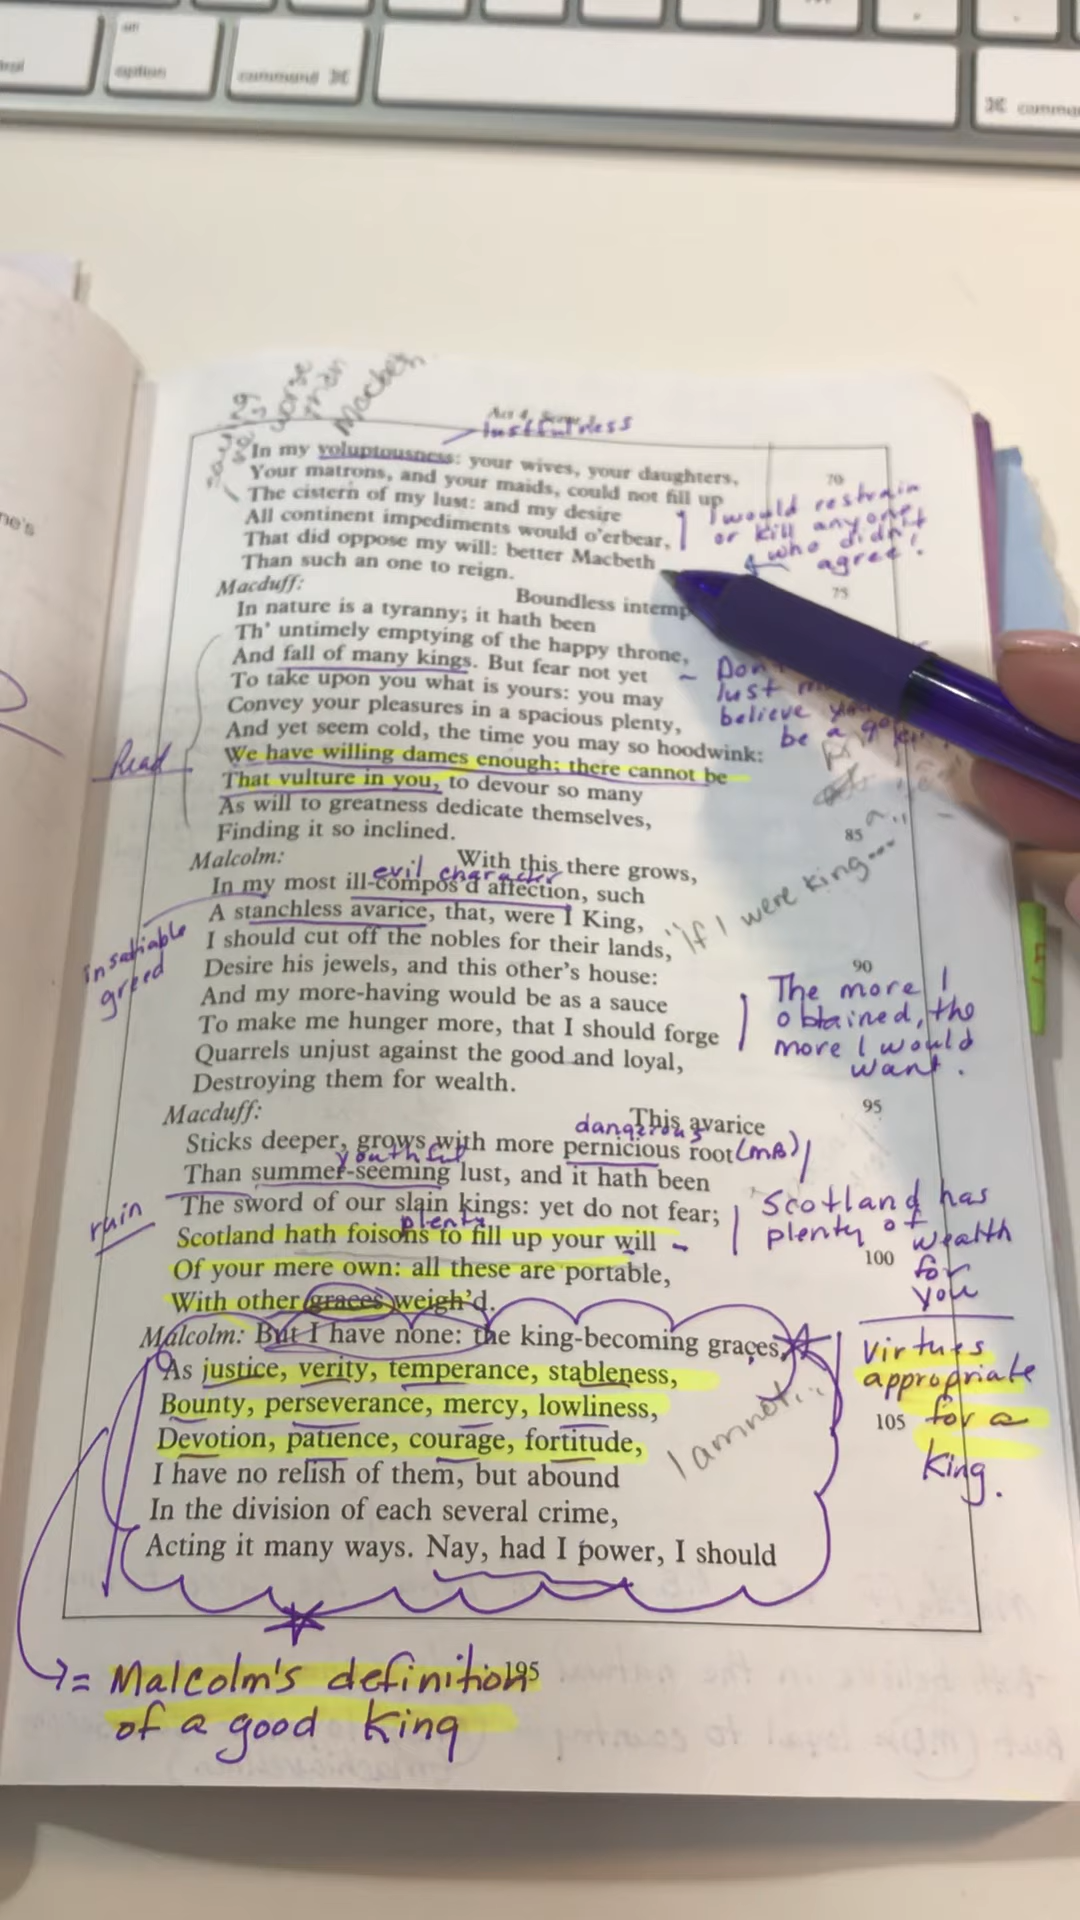 option
command ⌘
⌘ comma
ne's
worse
than
Macbeth
saying
he is
Act 4, Scene
lustfulness
In my voluptousness: your wives, your daughters,
Your matrons, and your maids, could not fill up
70
The cistern of my lust: and my desire
All continent impediments would o'erbear,
That did oppose my will: better Macbeth
Than such an one to reign.
I would restrain
or kill anyone
who didn't
agree!
75
Macduff:
Boundless intemp
In nature is a tyranny; it hath been
Th' untimely emptying of the happy throne,
And fall of many kings. But fear not yet
To take upon you what is yours: you may
Convey your pleasures in a spacious plenty,
And yet seem cold, the time you may so hoodwink:
We have willing dames enough; there cannot be
That vulture in you, to devour so many
As will to greatness dedicate themselves,
Finding it so inclined.
Don
lust
believe
be a
Read
85
Malcolm:
With this there grows,
evil character
In my most ill-compos'd affection, such
A stanchless avarice, that, were I King,
I should cut off the nobles for their lands,
"if I were king...
insatiable
greed
Desire his jewels, and this other's house:
90
And my more-having would be as a sauce
To make me hunger more, that I should forge
Quarrels unjust against the good and loyal,
Destroying them for wealth.
The more I
obtained, the
more I would
want.
95
Macduff:
This avarice
dangerous
Sticks deeper, grows with more pernicious root (MB)
youthful
Than summer-seeming lust, and it hath been
The sword of our slain kings: yet do not fear;
ruin
plenty
Scotland hath foisons to fill up your will
Of your mere own: all these are portable,
100
With other graces weigh'd.
Scotland has
plenty of
wealth
for
you
Malcolm: But I have none: the king-becoming graces,
As justice, verity, temperance, stableness,
Bounty, perseverance, mercy, lowliness,
105
Devotion, patience, courage, fortitude,
I have no relish of them, but abound
In the division of each several crime,
Acting it many ways. Nay, had I power, I should
I am not...
Virtues
appropriate
for a
king.
195
= Malcolm's definition
of a good king